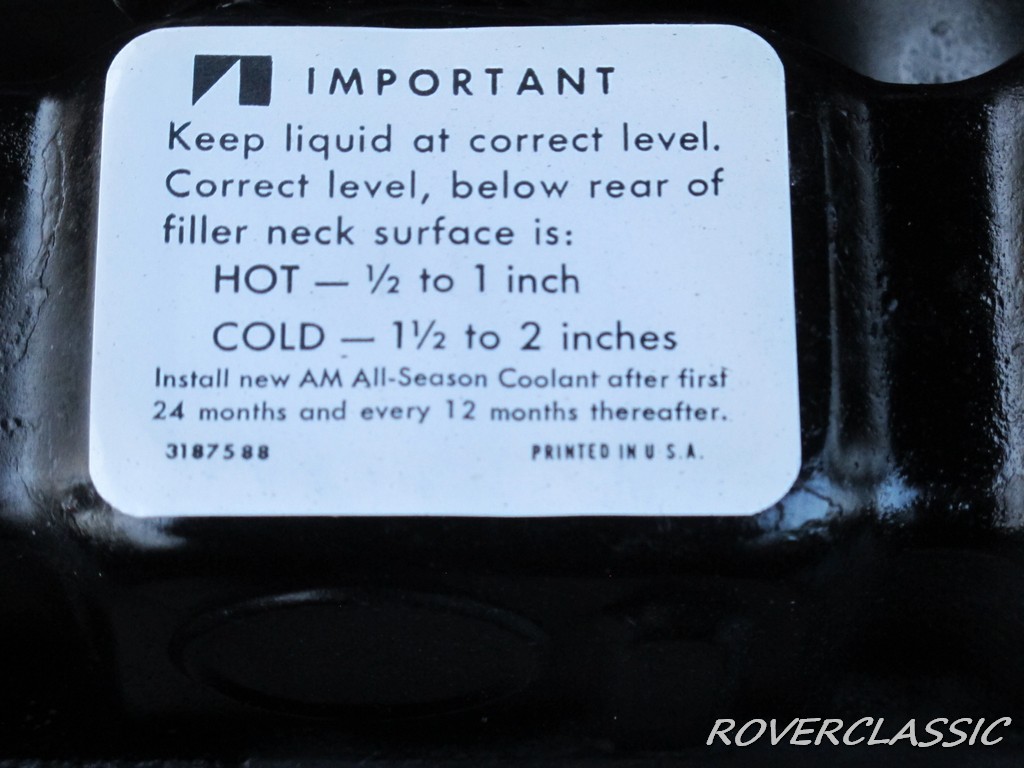 IMPORTANT
Keep liquid at correct level.
Correct level, below rear of
filler neck surface is:
HOT — ½ to 1 inch
COLD — 1½ to 2 inches
Install new AM All-Season Coolant after first
24 months and every 12 months thereafter.
3187588 PRINTED IN U S.A.
ROVERCLASSIC